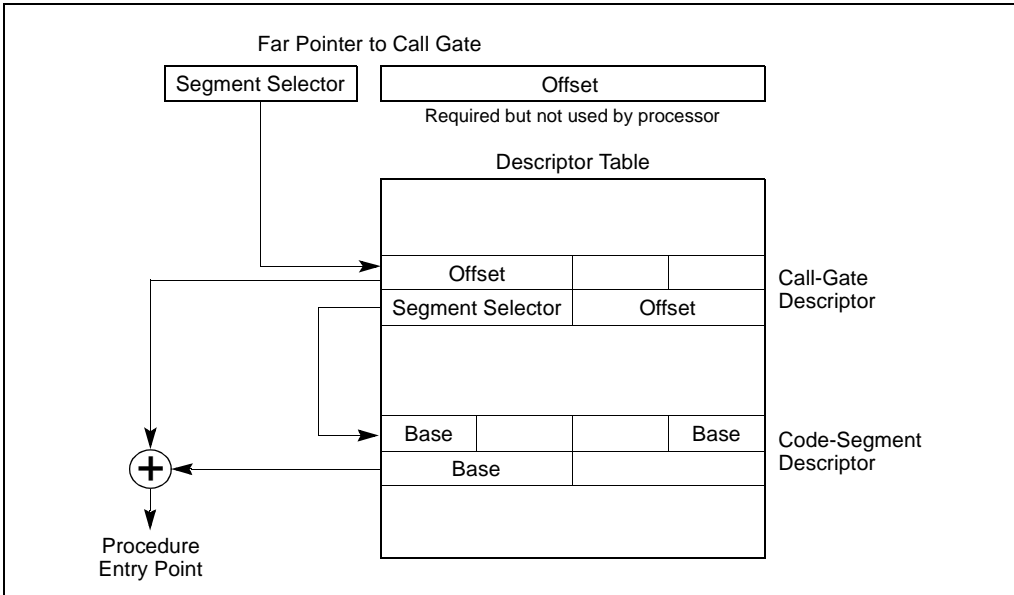 Far Pointer to Call Gate
Segment Selector
Offset
Required but not used by processor
Descriptor Table
Offset
Segment Selector
Offset
Call-Gate
Descriptor
Base
Base
Base
Code-Segment
Descriptor
+
Procedure
Entry Point